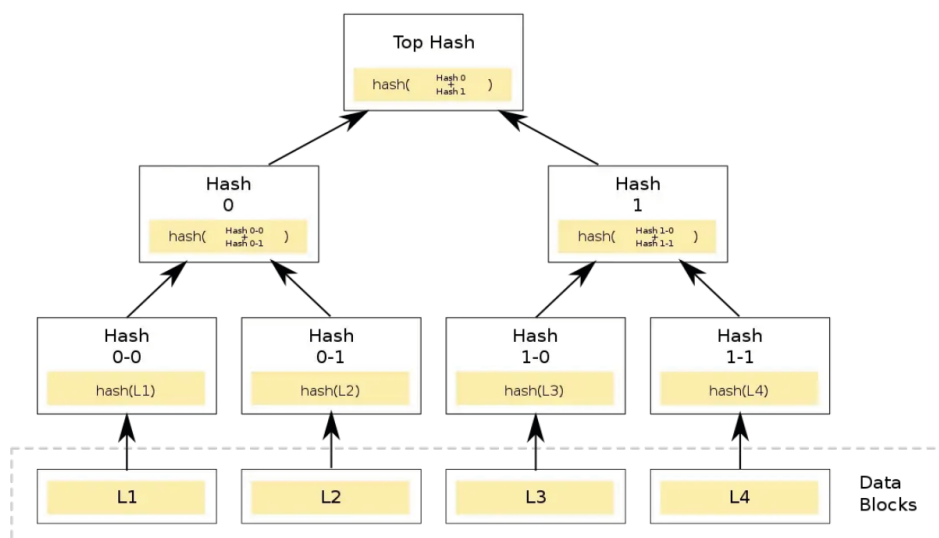 Top Hash
hash( Hash 0 + Hash 1 )
Hash
0
hash( Hash 0-0 + Hash 0-1 )
Hash
1
hash( Hash 1-0 + Hash 1-1 )
Hash
0-0
hash(L1)
Hash
0-1
hash(L2)
Hash
1-0
hash(L3)
Hash
1-1
hash(L4)
L1
L2
L3
L4
Data
Blocks